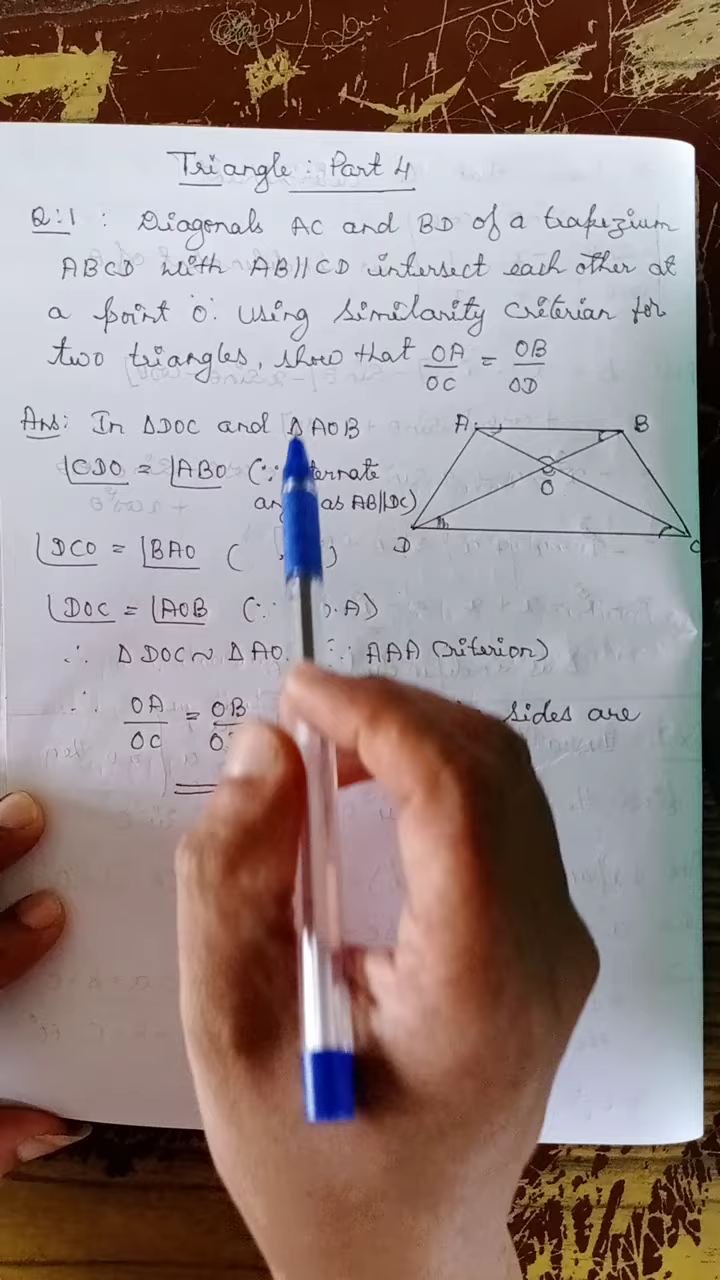 Triangle: Part 4
Q:1 : Diagonals AC and BD of a trapezium
ABCD with AB//CD intersect each other at
a point 'O'. Using similarity criterian for
two triangles, show that OA/OC = OB/OD
Ans: In ΔDOC and ΔAOB
∠CDO = ∠ABO (∵
as AB||DC)
∠DCO = ∠BAO ( )
∠DOC = ∠AOB (∵ .A)
∴ ΔDOC ~ ΔAO ∵ AAA Criterion)
∴ OA/OC = OB/ sides are
A B
O
D C